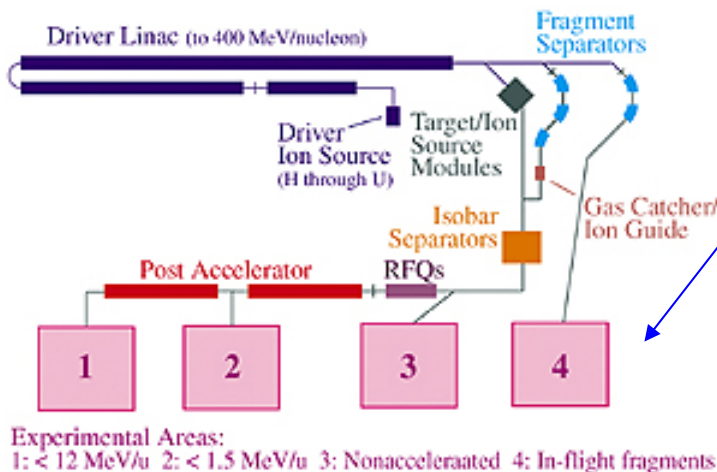 Driver Linac (to 400 MeV/nucleon)
Fragment
Separators
Driver
Ion Source
(H through U)
Target/Ion
Source
Modules
Gas Catcher/
Ion Guide
Isobar
Separators
Post Accelerator
RFQs
1
2
3
4
Experimental Areas:
1: < 12 MeV/u 2: < 1.5 MeV/u 3: Nonacceleraated 4: In-flight fragments